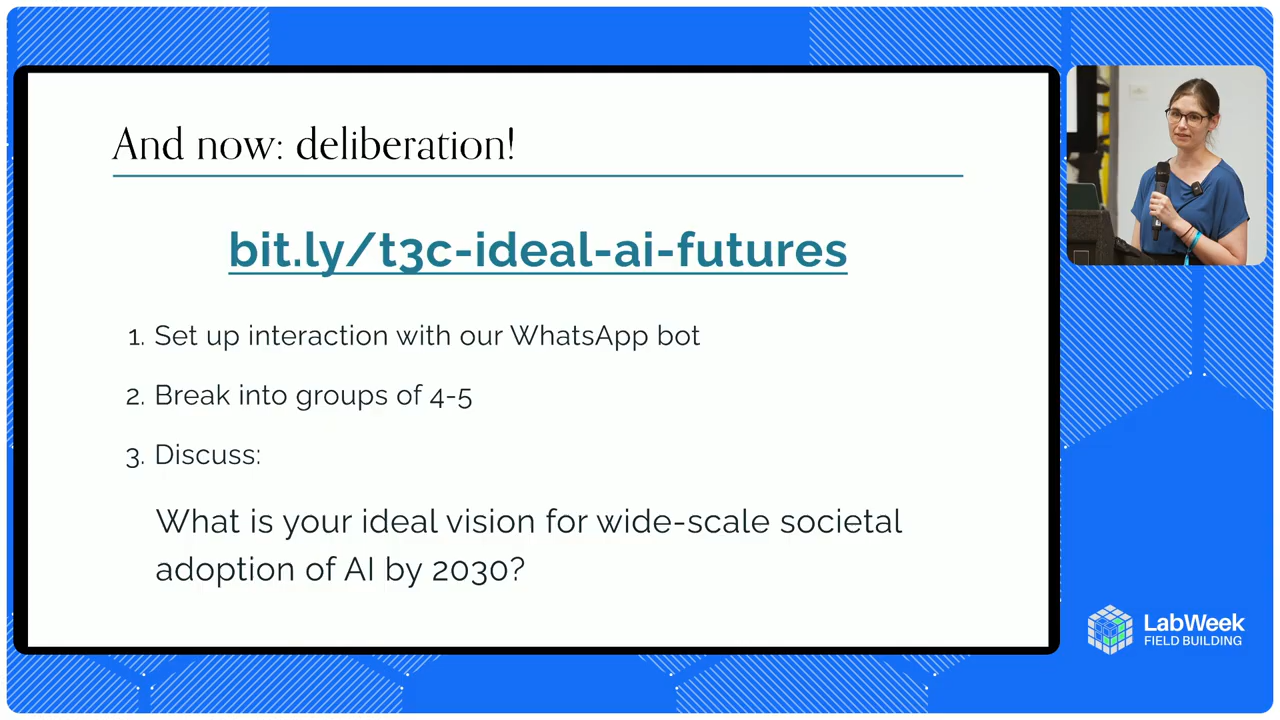 And now: deliberation!
bit.ly/t3c-ideal-ai-futures
1. Set up interaction with our WhatsApp bot
2. Break into groups of 4-5
3. Discuss:
What is your ideal vision for wide-scale societal
adoption of AI by 2030?
LabWeek
FIELD BUILDING